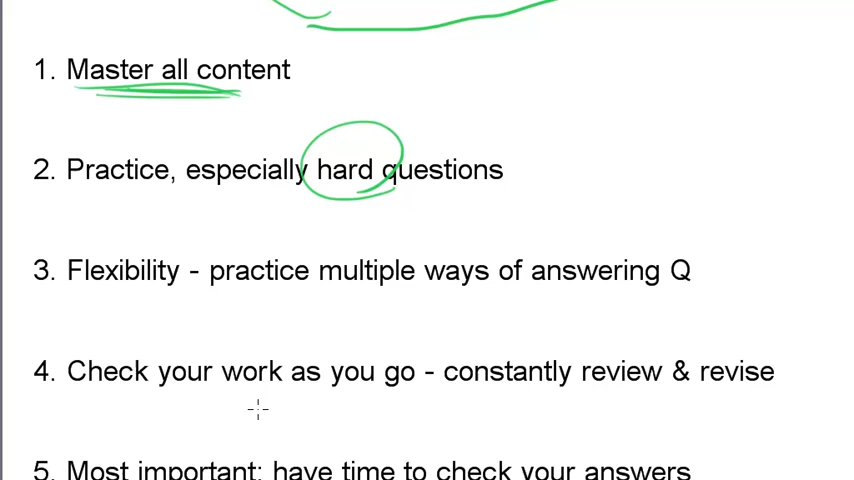 1. Master all content
2. Practice, especially hard questions
3. Flexibility - practice multiple ways of answering Q
4. Check your work as you go - constantly review & revise
5. Most important: have time to check your answers